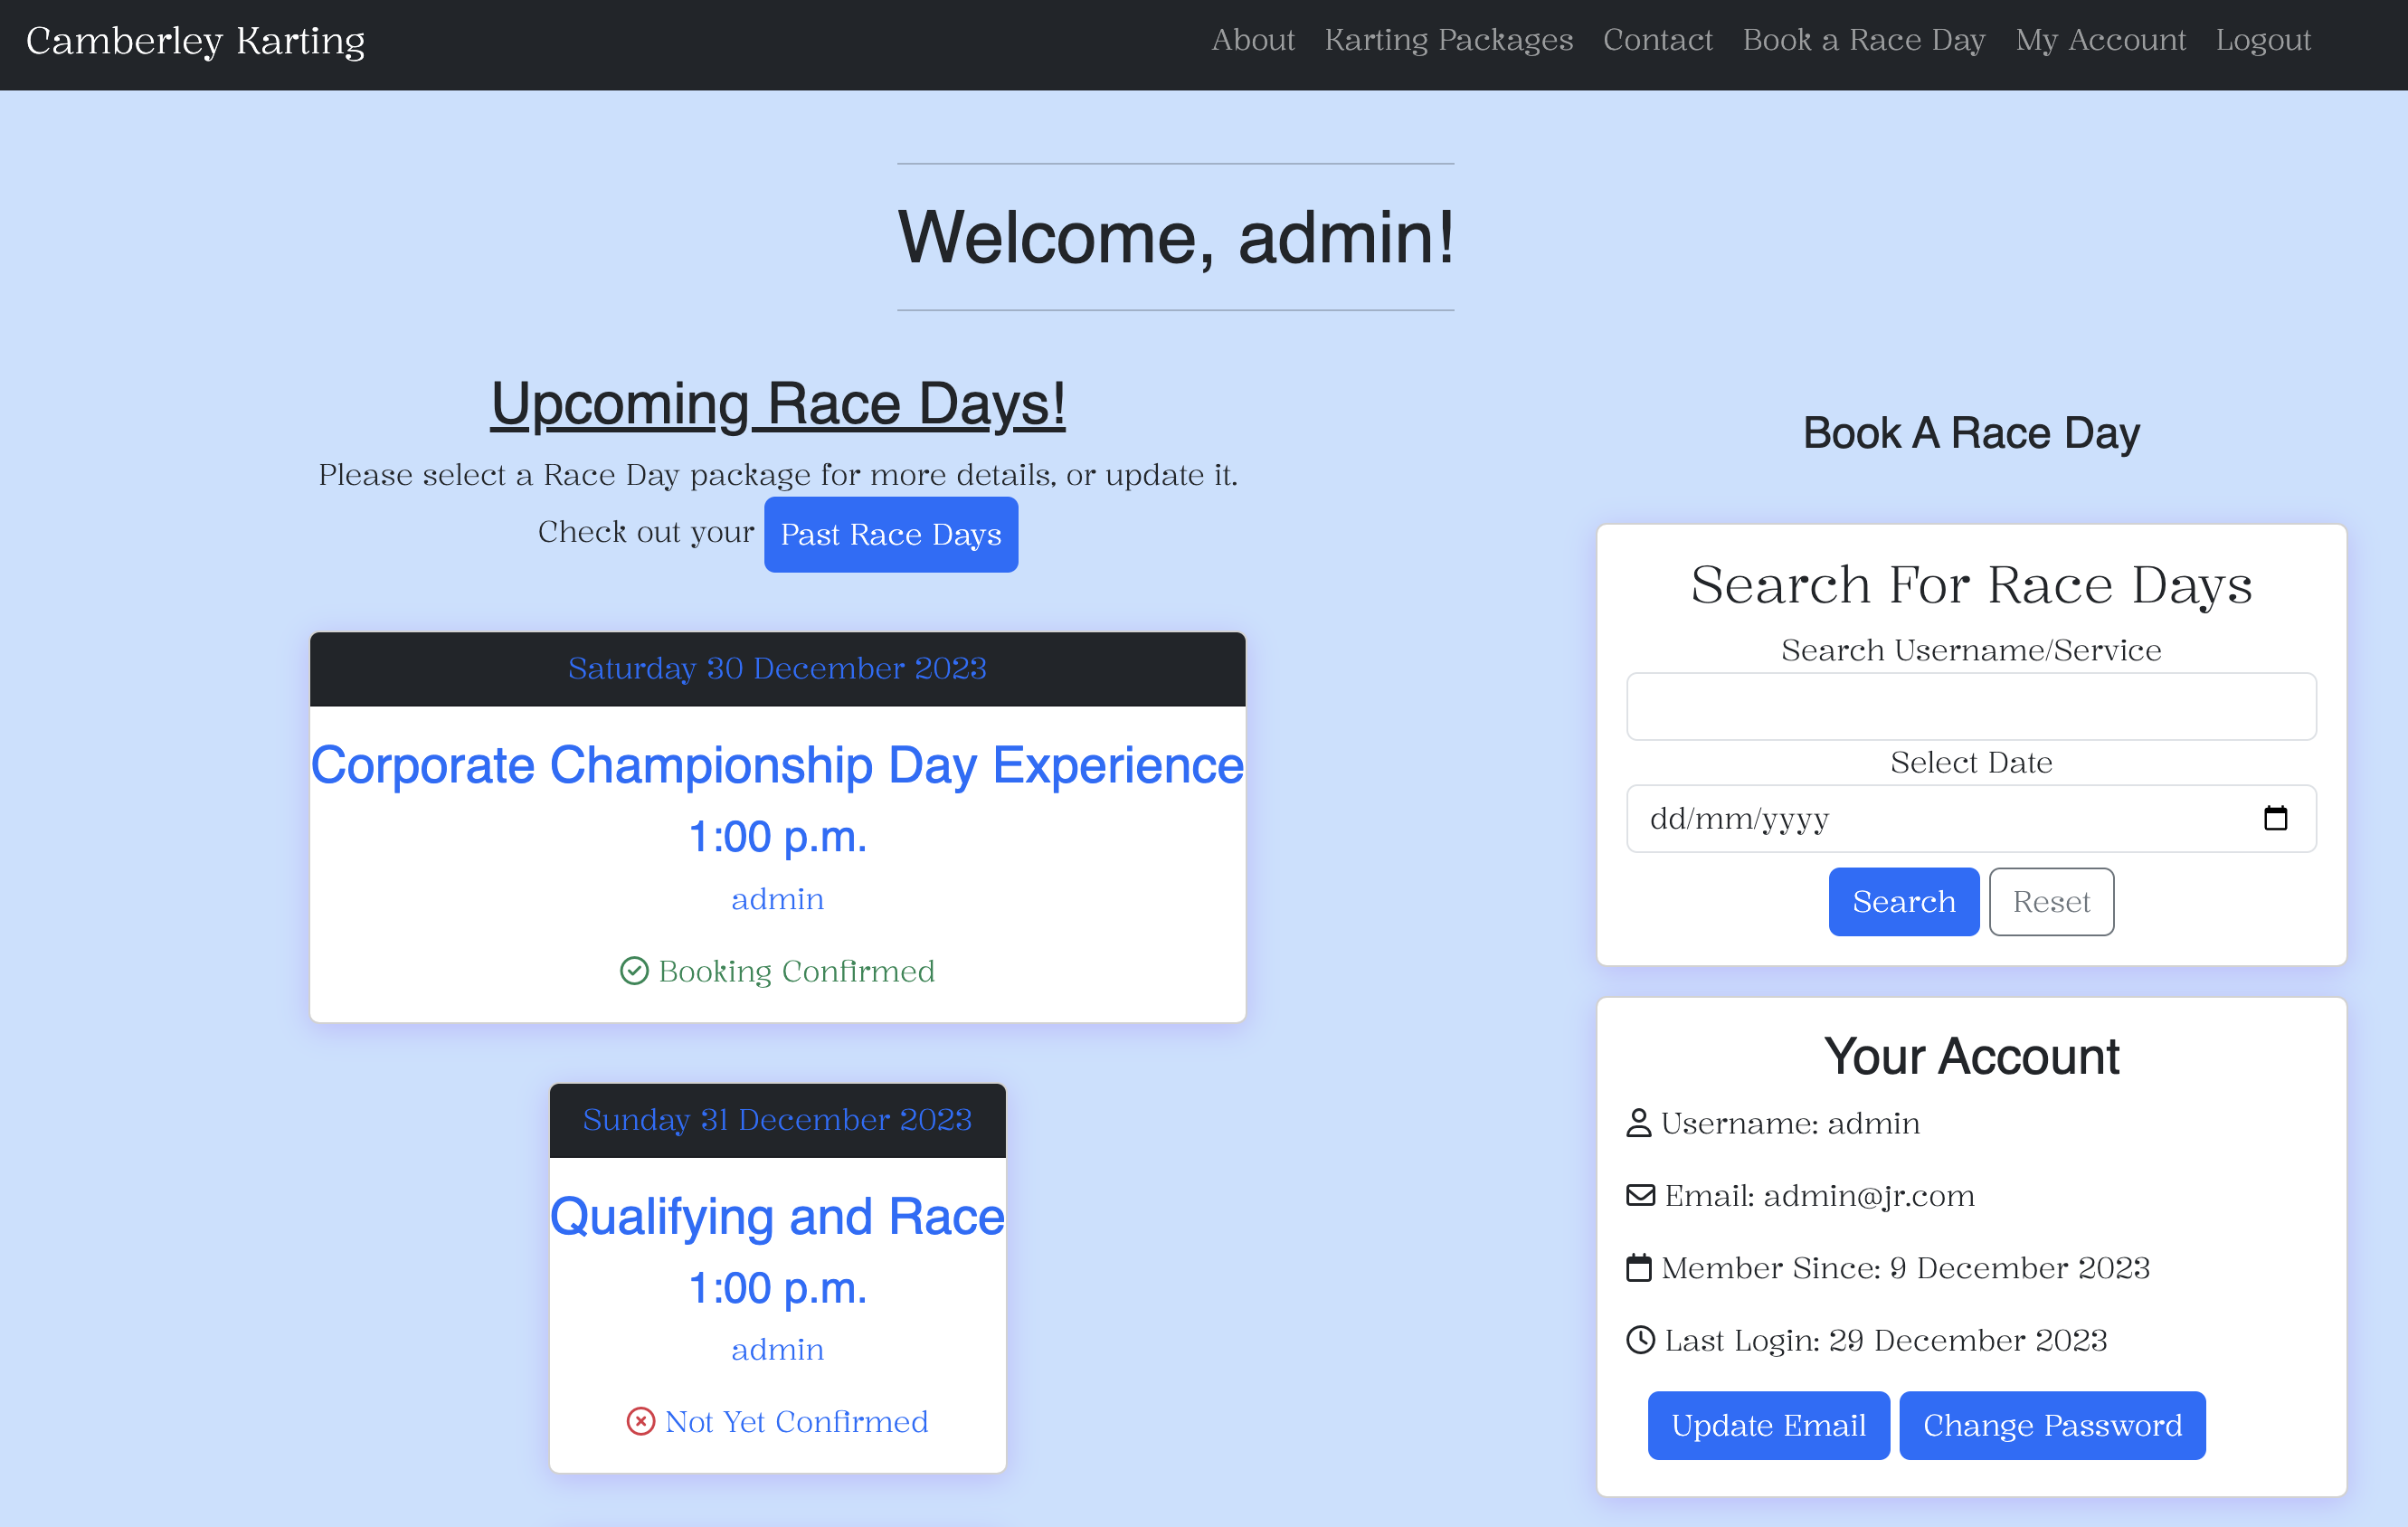 Camberley Karting
About Karting Packages Contact Book a Race Day My Account Logout
Welcome, admin!
Upcoming Race Days!
Please select a Race Day package for more details, or update it.
Check out your Past Race Days
Saturday 30 December 2023
Corporate Championship Day Experience
1:00 p.m.
admin
Booking Confirmed
Sunday 31 December 2023
Qualifying and Race
1:00 p.m.
admin
Not Yet Confirmed
Book A Race Day
Search For Race Days
Search Username/Service
Select Date
dd/mm/yyyy
Search Reset
Your Account
Username: admin
Email: admin@jr.com
Member Since: 9 December 2023
Last Login: 29 December 2023
Update Email Change Password